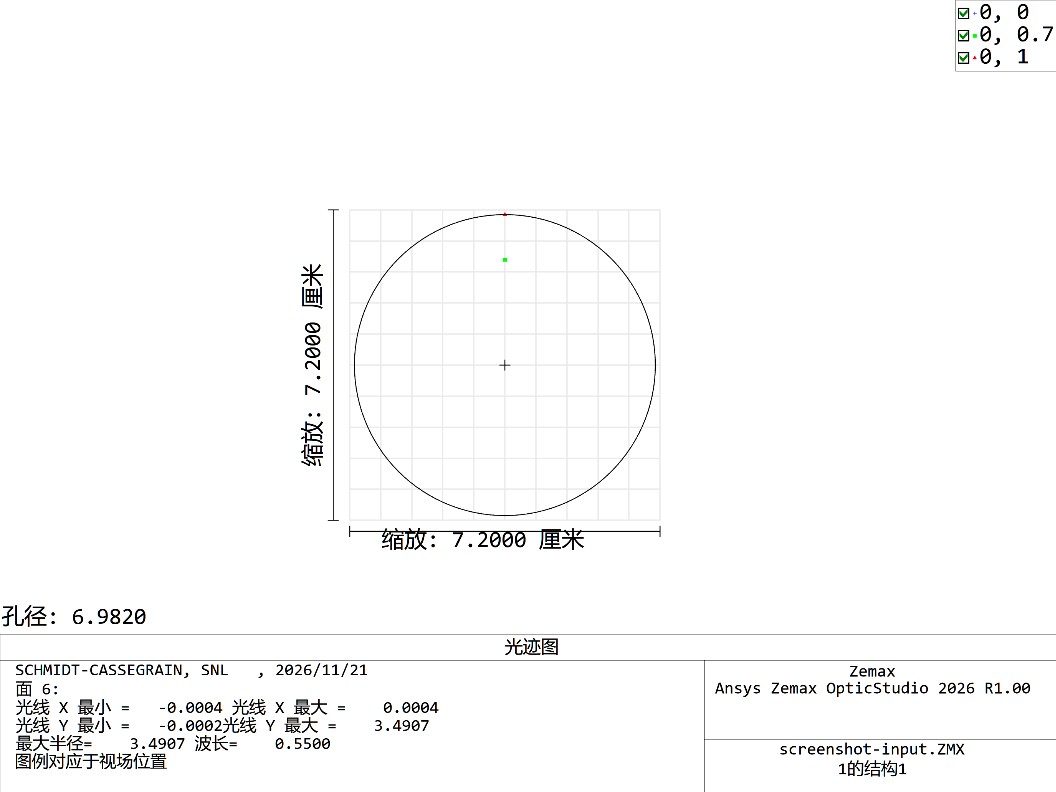 0, 0
0, 0.7
0, 1
缩放: 7.2000 厘米
缩放: 7.2000 厘米
孔径: 6.9820
光迹图
SCHMIDT-CASSEGRAIN, SNL   , 2026/11/21
面 6:
光线 X 最小 =   -0.0004 光线 X 最大 =    0.0004
光线 Y 最小 =   -0.0002光线 Y 最大 =    3.4907
最大半径=    3.4907 波长=    0.5500
图例对应于视场位置
Zemax
Ansys Zemax OpticStudio 2026 R1.00
screenshot-input.ZMX
1的结构1